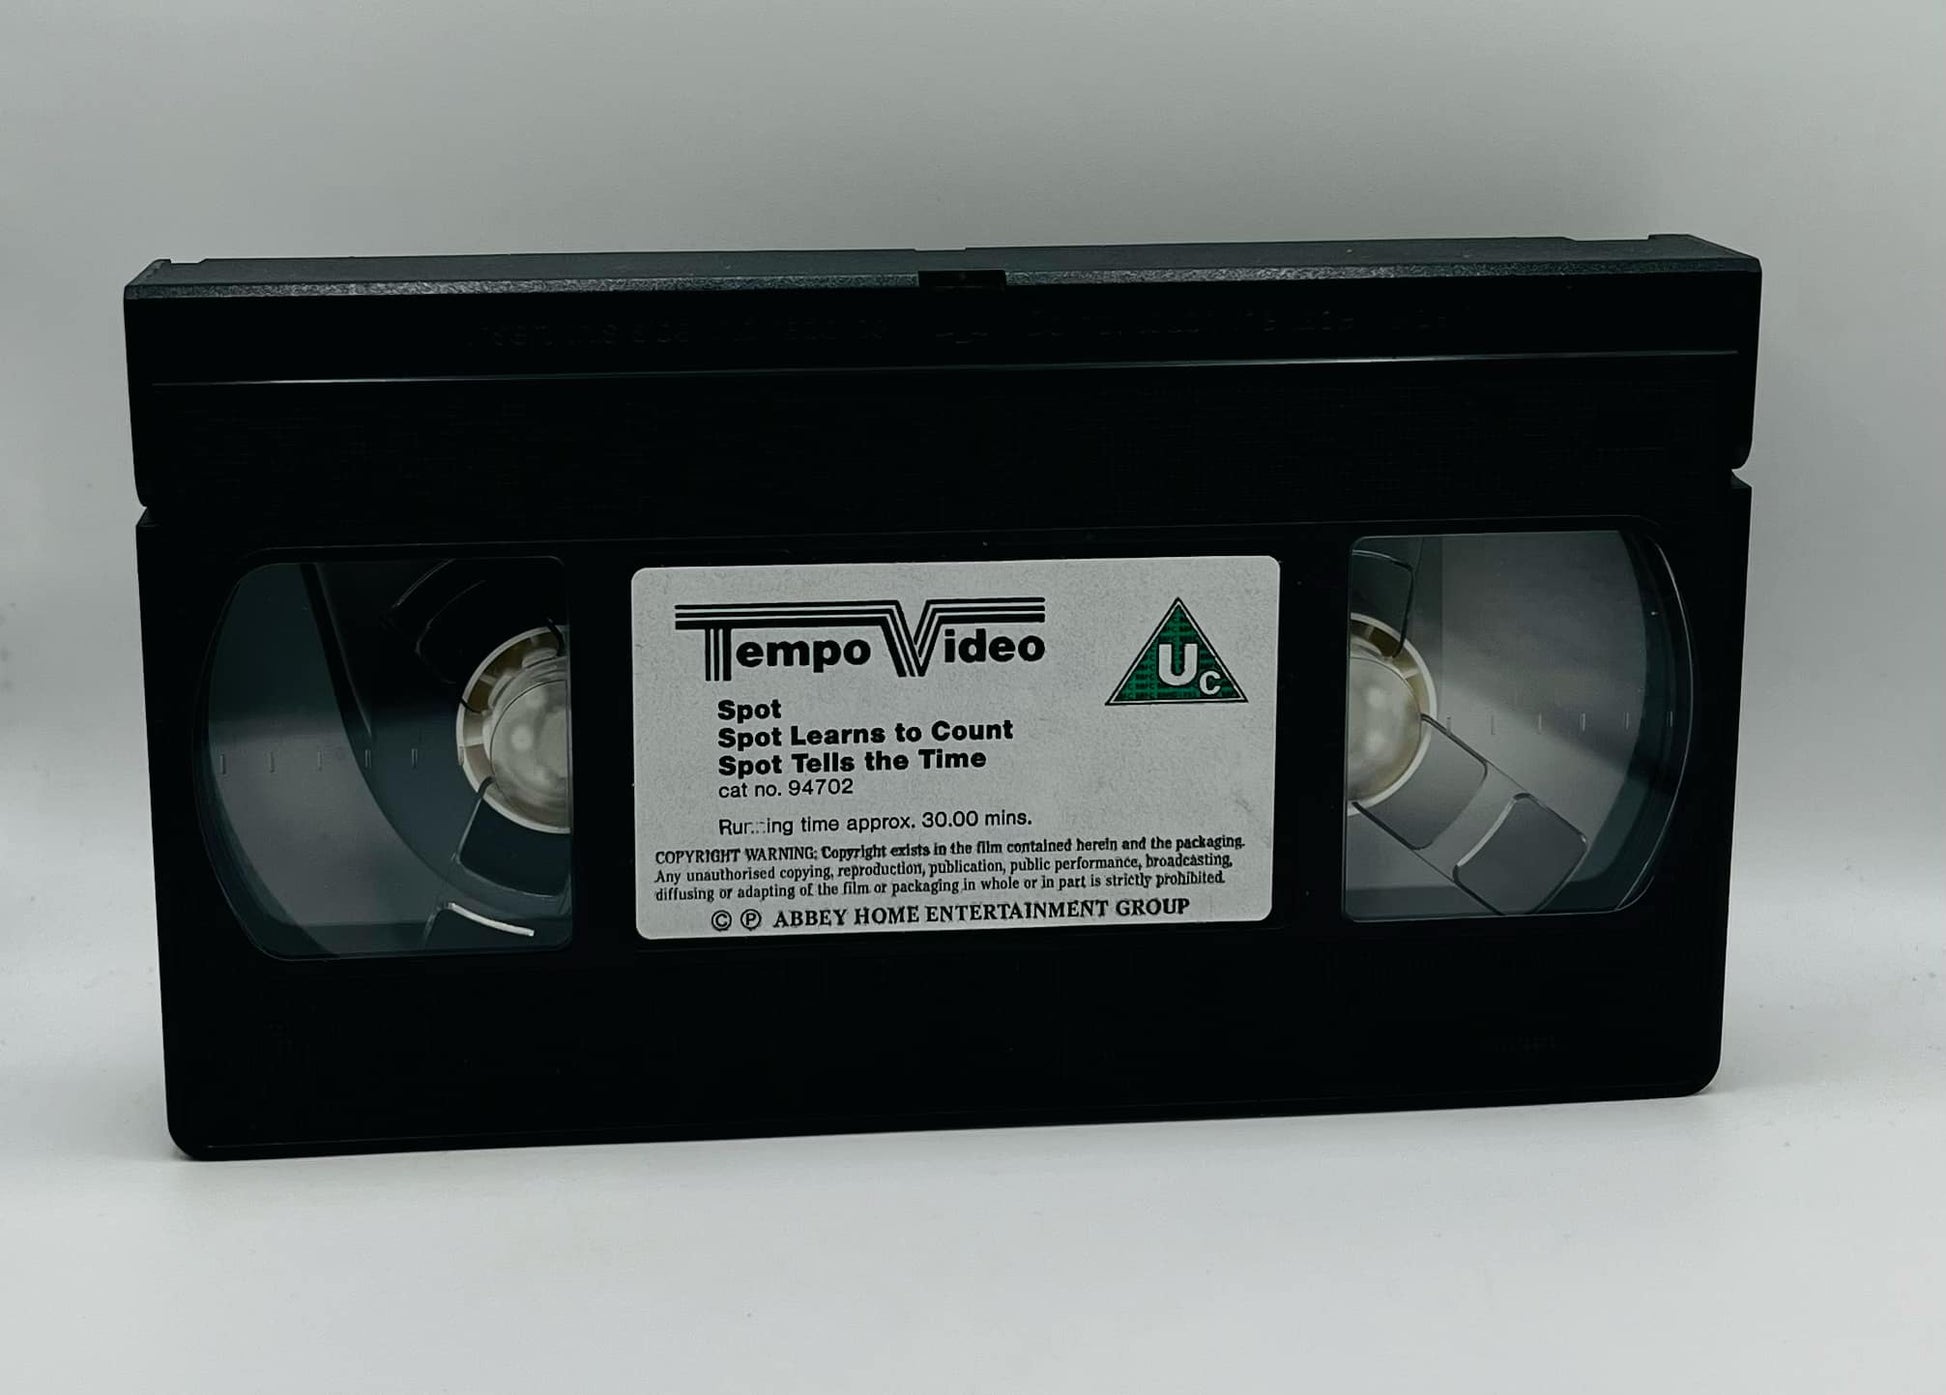 Tempo Video
Uc
Spot
Spot Learns to Count
Spot Tells the Time
cat no. 94702
Running time approx. 30.00 mins.
COPYRIGHT WARNING: Copyright exists in the film contained herein and the packaging.
Any unauthorised copying, reproduction, publication, public performance, broadcasting,
diffusing or adapting of the film or packaging in whole or in part is strictly prohibited.
© ℗ ABBEY HOME ENTERTAINMENT GROUP